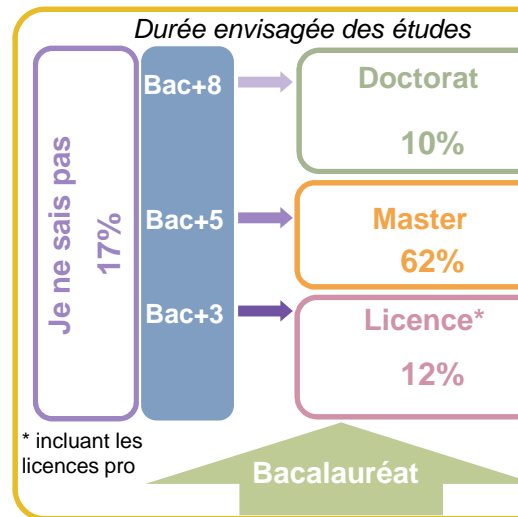 Durée envisagée des études
Je ne sais pas
17%
Bac+8
Doctorat
10%
Bac+5
Master
62%
Bac+3
Licence*
12%
* incluant les
licences pro
Bacalauréat